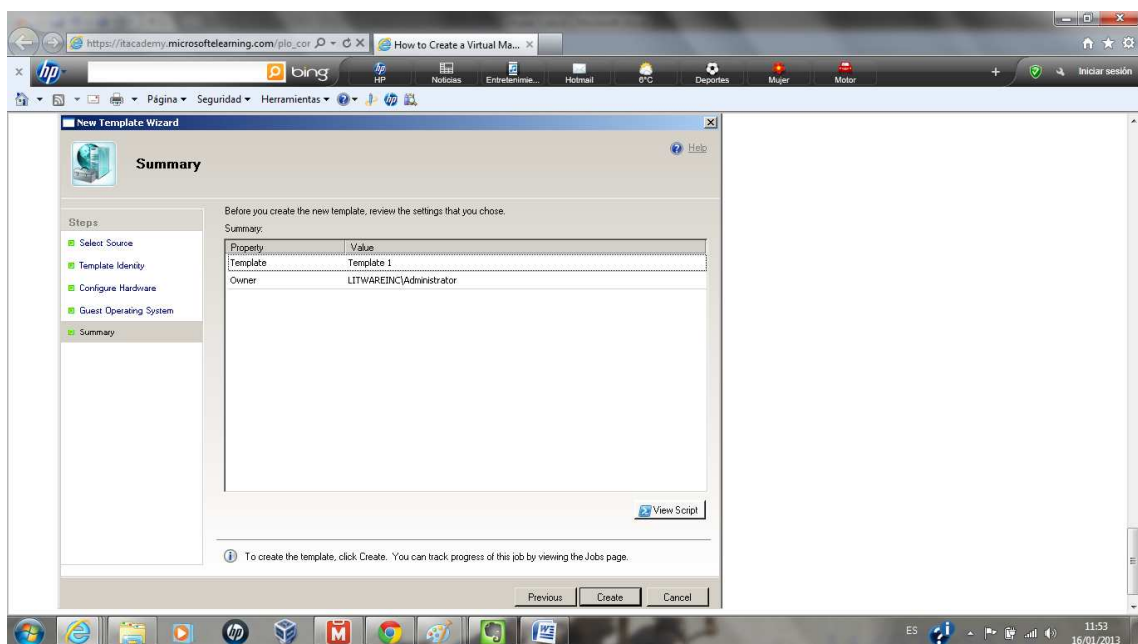 https://itacademy.microsoftelearning.com/plo_cor
How to Create a Virtual Ma...
hp
bing
HP
Noticias
Entretenimie...
Hotmail
6°C
Deportes
Mujer
Motor
Iniciar sesión
Página Seguridad Herramientas
New Template Wizard
Summary
Help
Steps
Select Source
Template Identity
Configure Hardware
Guest Operating System
Summary
Before you create the new template, review the settings that you chose.
Summary:
Property Value
Template Template 1
Owner LITWAREINC\Administrator
View Script
To create the template, click Create. You can track progress of this job by viewing the Jobs page.
Previous Create Cancel
ES
11:53
16/01/2013